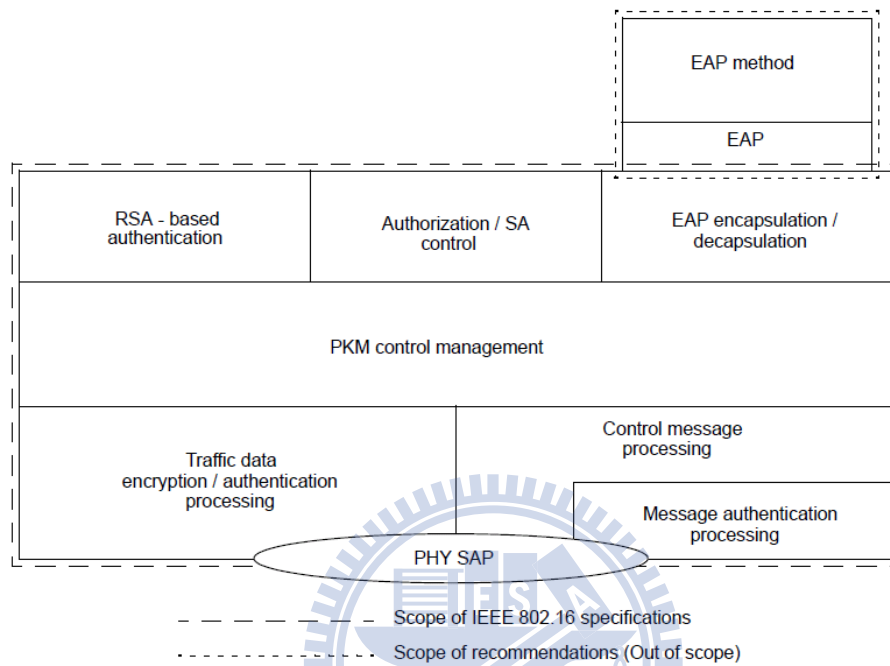 EAP method
EAP
RSA - based
authentication
Authorization / SA
control
EAP encapsulation /
decapsulation
PKM control management
Traffic data
encryption / authentication
processing
Control message
processing
Message authentication
processing
PHY SAP
E S A
Scope of IEEE 802.16 specifications
Scope of recommendations (Out of scope)